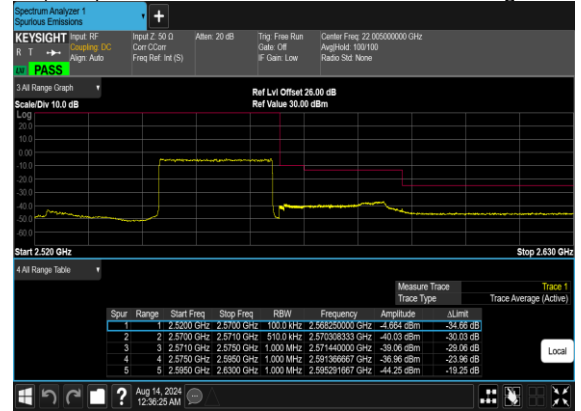 Spectrum Analyzer 1
Spurious Emissions
KEYSIGHT Input: RF Input Z: 50 Ω Atten: 20 dB Trig: Free Run Center Freq: 22.005000000 GHz
R T Coupling: DC Corr CCorr Gate: Off Avg|Hold: 100/100
Align: Auto Freq Ref: Int (S) IF Gain: Low Radio Std: None
LW PASS
3 All Range Graph
Ref Lvl Offset 26.00 dB
Scale/Div 10.0 dB Ref Value 30.00 dBm
Log
20.0
10.0
0.00
-10.0
-20.0
-30.0
-40.0
-50.0
-60.0
Start 2.520 GHz Stop 2.630 GHz
4 All Range Table
Measure Trace Trace 1
Trace Type Trace Average (Active)
Spur Range Start Freq Stop Freq RBW Frequency Amplitude ΔLimit
1 1 2.5200 GHz 2.5700 GHz 100.0 kHz 2.568250000 GHz -4.664 dBm -34.66 dB
2 2 2.5700 GHz 2.5710 GHz 510.0 kHz 2.570308333 GHz -40.03 dBm -30.03 dB
3 3 2.5710 GHz 2.5750 GHz 1.000 MHz 2.571440000 GHz -39.06 dBm -29.06 dB
4 4 2.5750 GHz 2.5950 GHz 1.000 MHz 2.591366667 GHz -36.96 dBm -23.96 dB
5 5 2.5950 GHz 2.6300 GHz 1.000 MHz 2.595291667 GHz -44.25 dBm -19.25 dB
Local
? Aug 14, 2024
12:36:25 AM